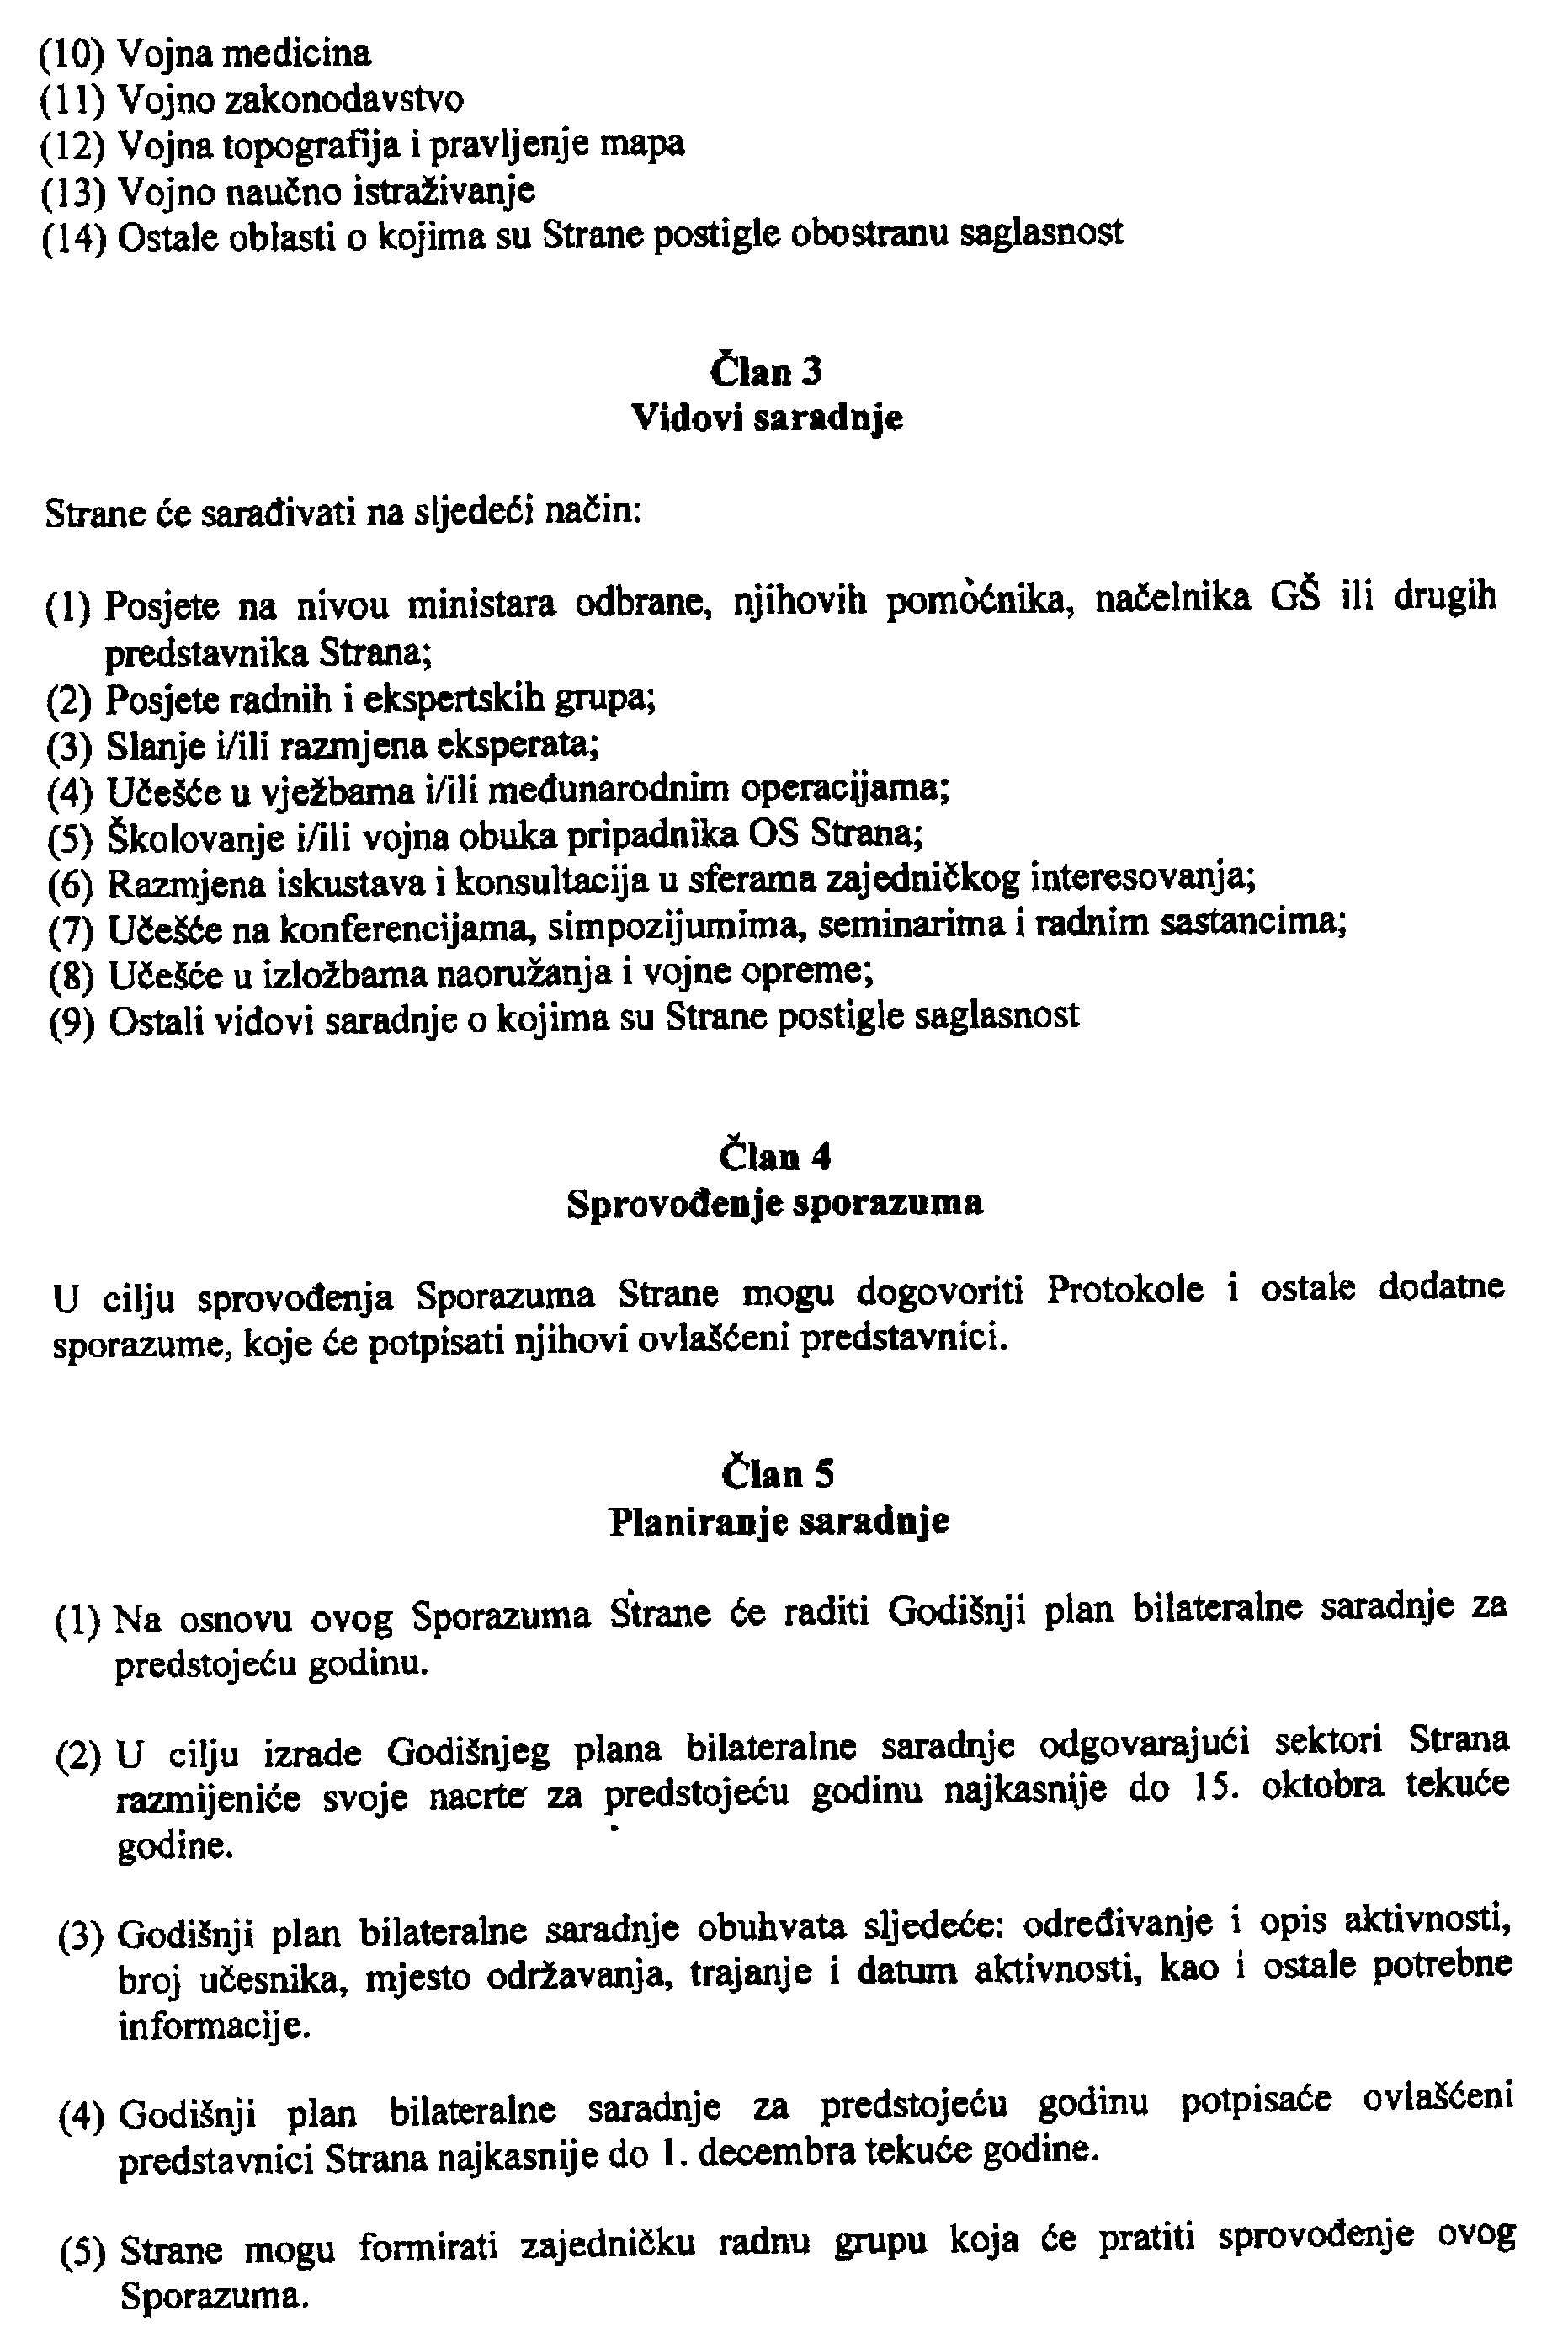 (10) Vojna medicina
(11) Vojno zakonodavstvo
(12) Vojna topografija i pravljenje mapa
(13) Vojno naučno istraživanje
(14) Ostale oblasti o kojima su Strane postigle obostranu saglasnost
Član 3
Vidovi saradnje
Strane će sarađivati na sljedeći način:
(1) Posjete na nivou ministara odbrane, njihovih pomoćnika, načelnika GŠ ili drugih
predstavnika Strana;
(2) Posjete radnih i ekspertskih grupa;
(3) Slanje i/ili razmjena eksperata;
(4) Učešće u vježbama i/ili međunarodnim operacijama;
(5) Školovanje i/ili vojna obuka pripadnika OS Strana;
(6) Razmjena iskustava i konsultacija u sferama zajedničkog interesovanja;
(7) Učešće na konferencijama, simpozijumima, seminarima i radnim sastancima;
(8) Učešće u izložbama naoružanja i vojne opreme;
(9) Ostali vidovi saradnje o kojima su Strane postigle saglasnost
Član 4
Sprovođenje sporazuma
U cilju sprovođenja Sporazuma Strane mogu dogovoriti Protokole i ostale dodatne
sporazume, koje će potpisati njihovi ovlašćeni predstavnici.
Član 5
Planiranje saradnje
(1) Na osnovu ovog Sporazuma Strane će raditi Godišnji plan bilateralne saradnje za
predstojeću godinu.
(2) U cilju izrade Godišnjeg plana bilateralne saradnje odgovarajući sektori Strana
razmijeniće svoje nacrte za predstojeću godinu najkasnije do 15. oktobra tekuće
godine.
(3) Godišnji plan bilateralne saradnje obuhvata sljedeće: određivanje i opis aktivnosti,
broj učesnika, mjesto održavanja, trajanje i datum aktivnosti, kao i ostale potrebne
informacije.
(4) Godišnji plan bilateralne saradnje za predstojeću godinu potpisaće ovlašćeni
predstavnici Strana najkasnije do 1. decembra tekuće godine.
(5) Strane mogu formirati zajedničku radnu grupu koja će pratiti sprovođenje ovog
Sporazuma.